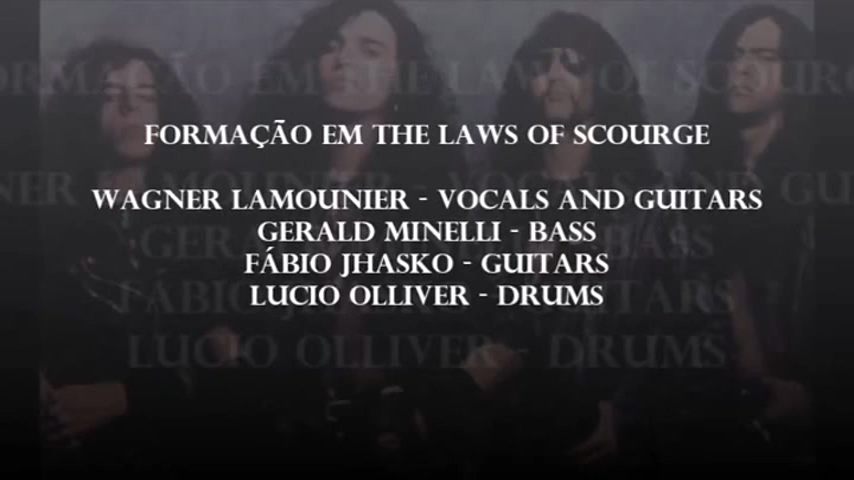 FORMAÇÃO EM THE LAWS OF SCOURGE
WAGNER LAMOUNIER - VOCALS AND GUITARS
GERALD MINELLI - BASS
FÁBIO JHASKO - GUITARS
LUCIO OLLIVER - DRUMS